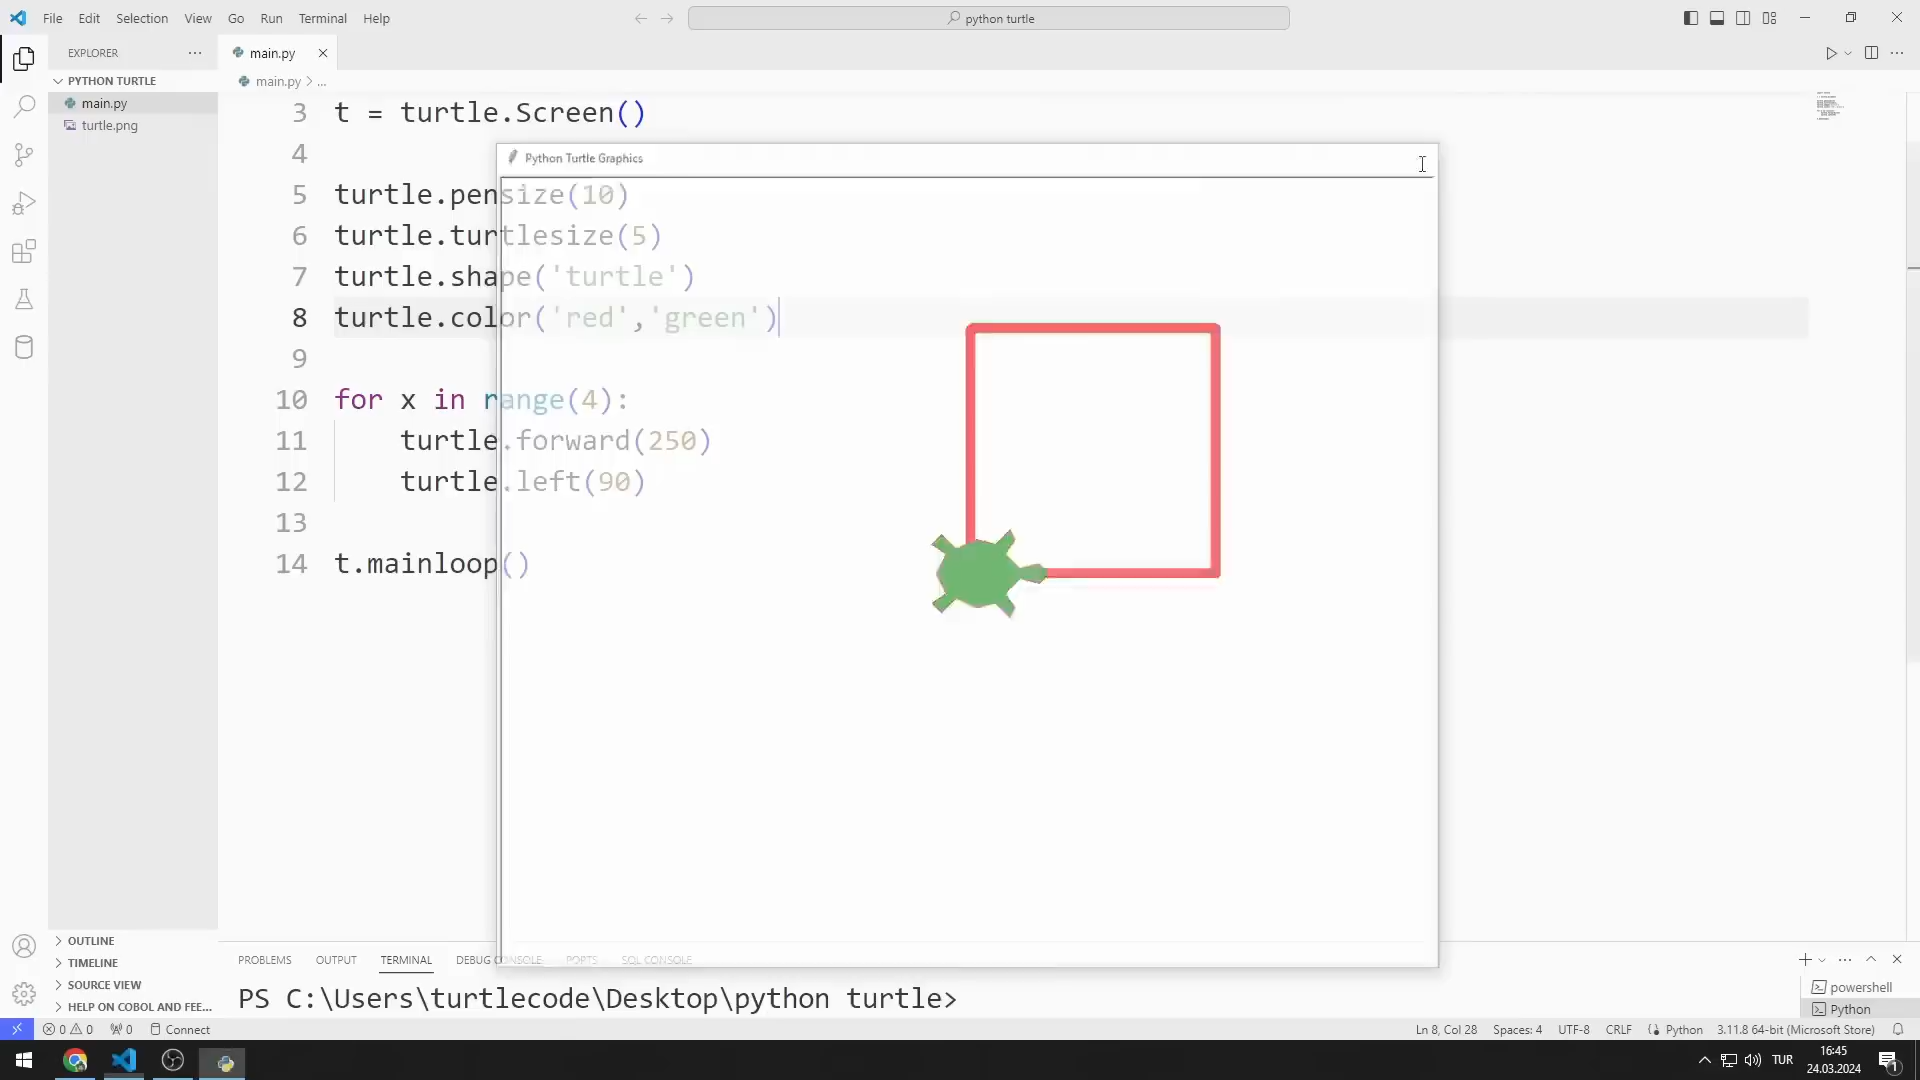 File Edit Selection View Go Run Terminal Help
python turtle
EXPLORER
main.py
PYTHON TURTLE
main.py > ...
main.py
turtle.png
3 t = turtle.Screen()
4
Python Turtle Graphics
5 turtle.pensize(10)
6 turtle.turtlesize(5)
7 turtle.shape('turtle')
8 turtle.color('red','green')
9
10 for x in range(4):
11 turtle.forward(250)
12 turtle.left(90)
13
14 t.mainloop()
OUTLINE
TIMELINE
SOURCE VIEW
HELP ON COBOL AND FEE...
PROBLEMS OUTPUT TERMINAL DEBUG CONSOLE PORTS SQL CONSOLE
PS C:\Users\turtlecode\Desktop\python turtle>
powershell
Python
0 0 0 Connect
Ln 8, Col 28 Spaces: 4 UTF-8 CRLF Python 3.11.8 64-bit (Microsoft Store)
TUR
16:45
24.03.2024
1